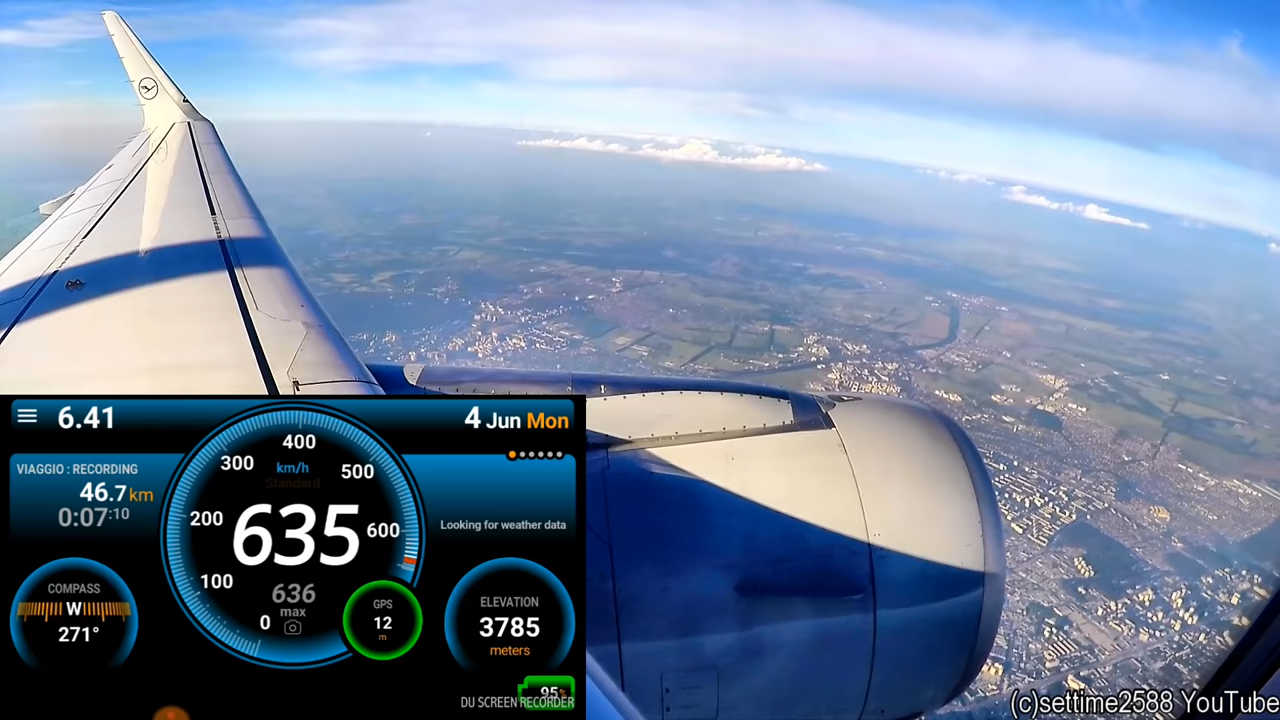 6.41
4 Jun Mon
VIAGGIO : RECORDING
46.7 km
0:07:10
400
300
500
km/h
Standard
200
635
600
100
636
max
0
COMPASS
W
271°
GPS
12
m
Looking for weather data
ELEVATION
3785
meters
95%
DU SCREEN RECORDER
(c)settime2588 YouTube